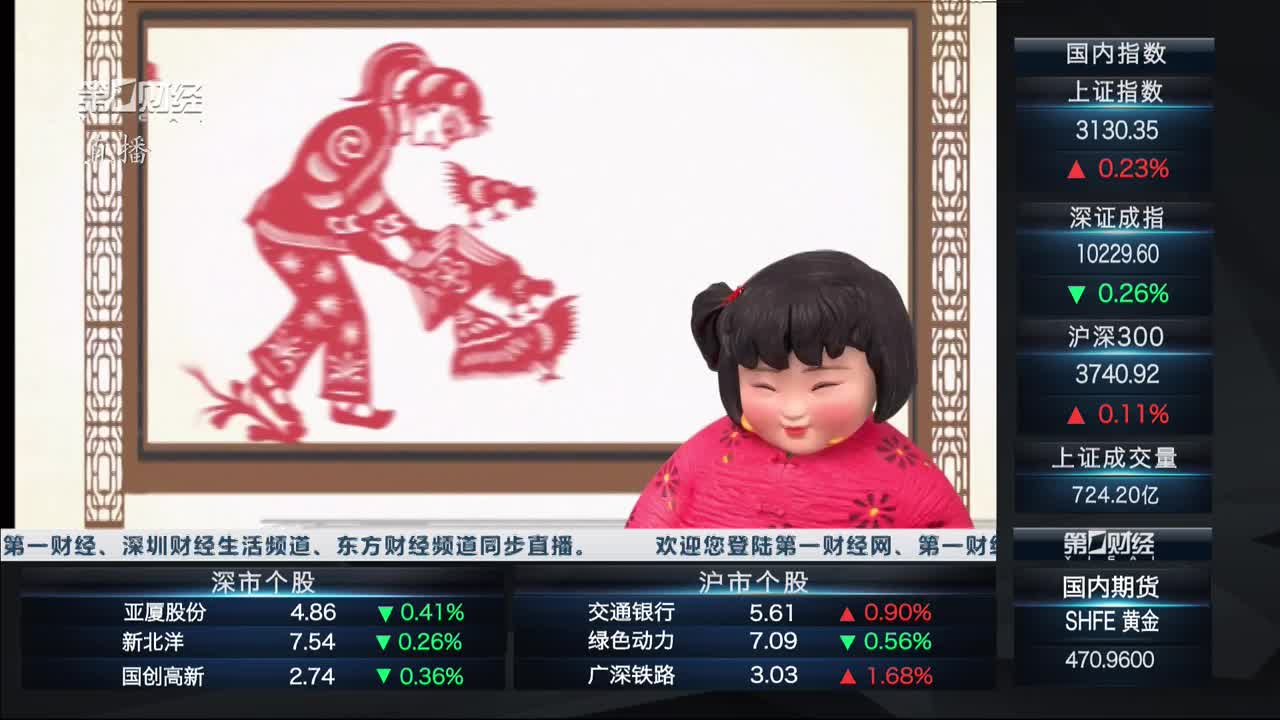 第一财经
YICAI
直播
国内指数
上证指数
3130.35
▲ 0.23%
深证成指
10229.60
▼ 0.26%
沪深300
3740.92
▲ 0.11%
上证成交量
724.20亿
第一财经
YICAI
国内期货
SHFE 黄金
470.9600
第一财经、深圳财经生活频道、东方财经频道同步直播。 欢迎您登陆第一财经网、第一财经
深市个股
亚厦股份 4.86 ▼ 0.41%
新北洋 7.54 ▼ 0.26%
国创高新 2.74 ▼ 0.36%
沪市个股
交通银行 5.61 ▲ 0.90%
绿色动力 7.09 ▼ 0.56%
广深铁路 3.03 ▲ 1.68%